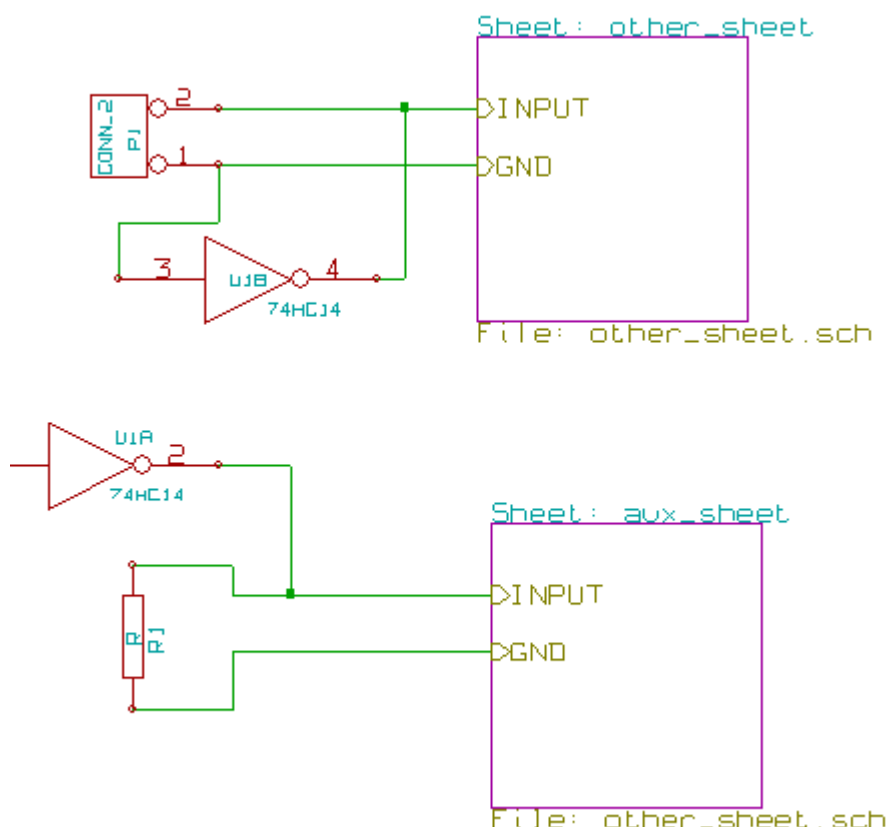 Sheet: other_sheet
CONN_2
P1
2
1
INPUT
GND
3
U1B
4
74HC14
File: other_sheet.sch
U1A
2
74HC14
Sheet: aux_sheet
INPUT
GND
R
R1
File: other_sheet.sch